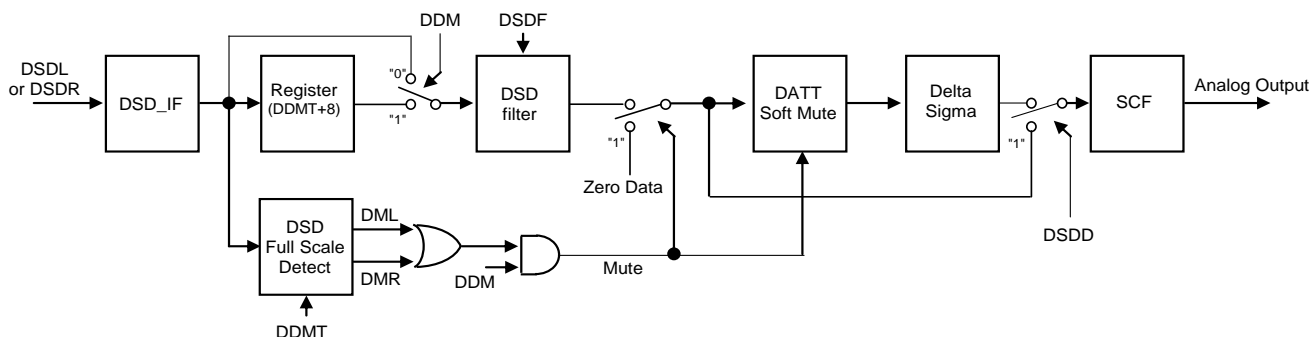 DDM
DSDF
DSDL
or DSDR
DSD_IF
Register
(DDMT+8)
"0"
"1"
DSD
filter
"1"
Zero Data
DATT
Soft Mute
Delta
Sigma
"1"
SCF
Analog Output
DSD
Full Scale
Detect
DML
DMR
DDM
Mute
DSDD
DDMT